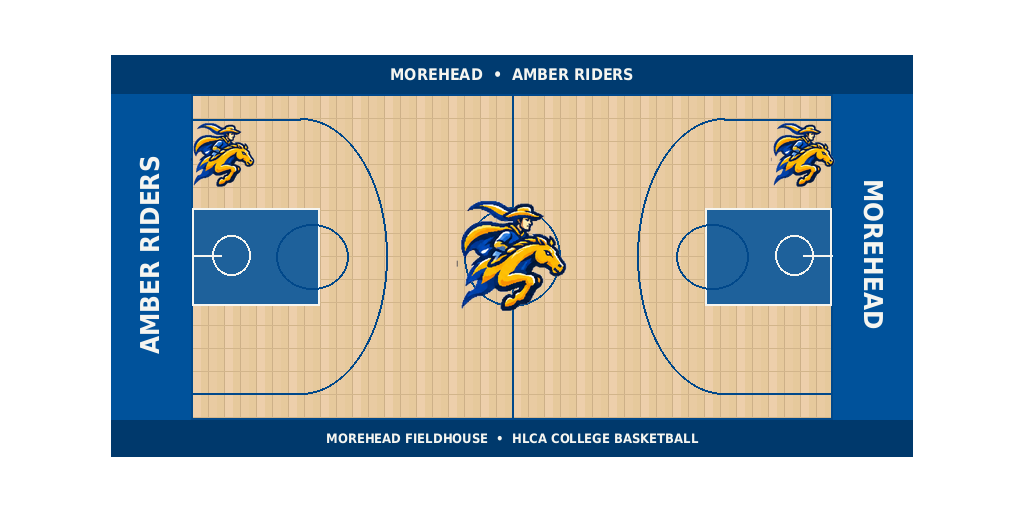 MOREHEAD • AMBER RIDERS
AMBER RIDERS
MOREHEAD
MOREHEAD FIELDHOUSE • HLCA COLLEGE BASKETBALL